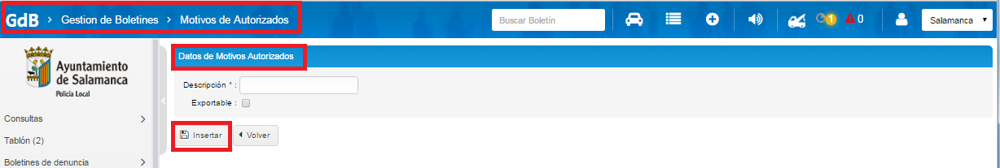 GdB > Gestion de Boletines > Motivos de Autorizados Buscar Boletín 1 0 Salamanca
Ayuntamiento
de Salamanca
Policía Local
Consultas
Tablón (2)
Boletines de denuncia
Datos de Motivos Autorizados
Descripción * :
Exportable :
Insertar Volver